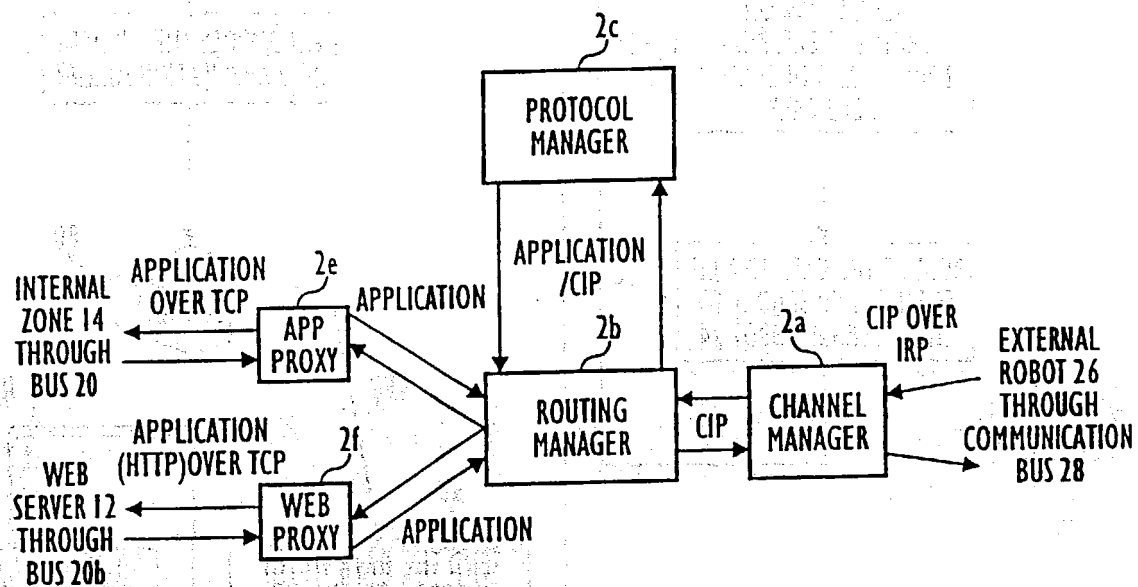 2c
PROTOCOL
MANAGER
INTERNAL
ZONE 14
THROUGH
BUS 20
APPLICATION
OVER TCP
2e
APP
PROXY
APPLICATION
APPLICATION
/CIP
2b
ROUTING
MANAGER
CIP
2a
CHANNEL
MANAGER
CIP OVER
IRP
EXTERNAL
ROBOT 26
THROUGH
COMMUNICATION
BUS 28
WEB
SERVER 12
THROUGH
BUS 20b
APPLICATION
(HTTP)OVER TCP
2f
WEB
PROXY
APPLICATION